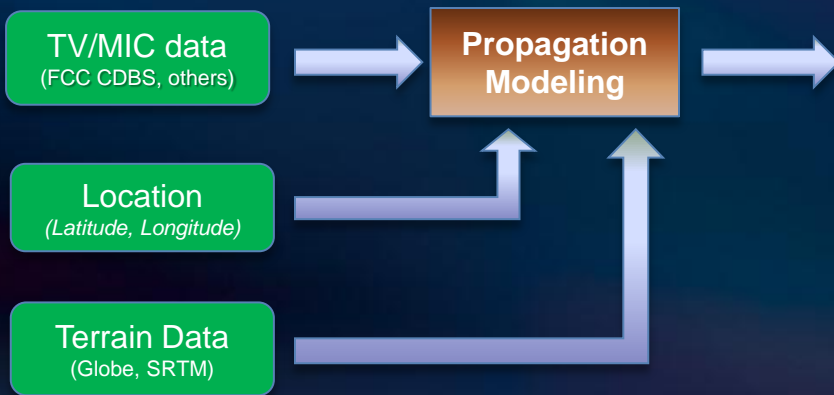 TV/MIC data
(FCC CDBS, others)
Propagation
Modeling
Location
(Latitude, Longitude)
Terrain Data
(Globe, SRTM)